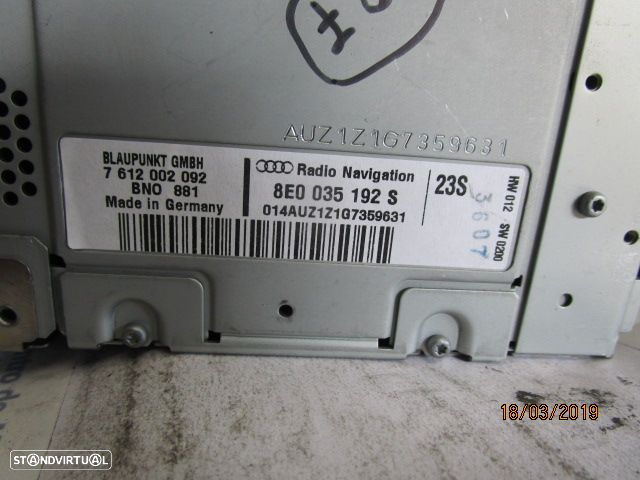 AUZ1Z1G7359631
BLAUPUNKT GMBH
7 612 002 092
BNO 881
Made in Germany
Radio Navigation
8E0 035 192 S
014AUZ1Z1G7359631
23S
3607
HW 012 SW 0200
18/03/2019
STANDVIRTUAL